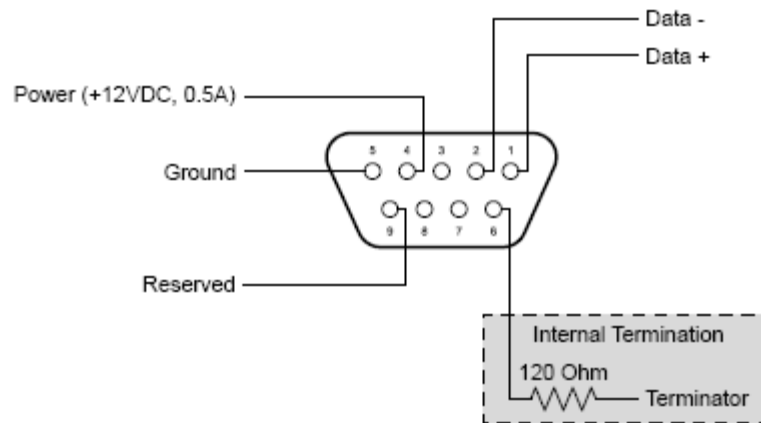 Data -
Data +
Power (+12VDC, 0.5A)
5 4 3 2 1
Ground
9 8 7 6
Reserved
Internal Termination
120 Ohm
Terminator